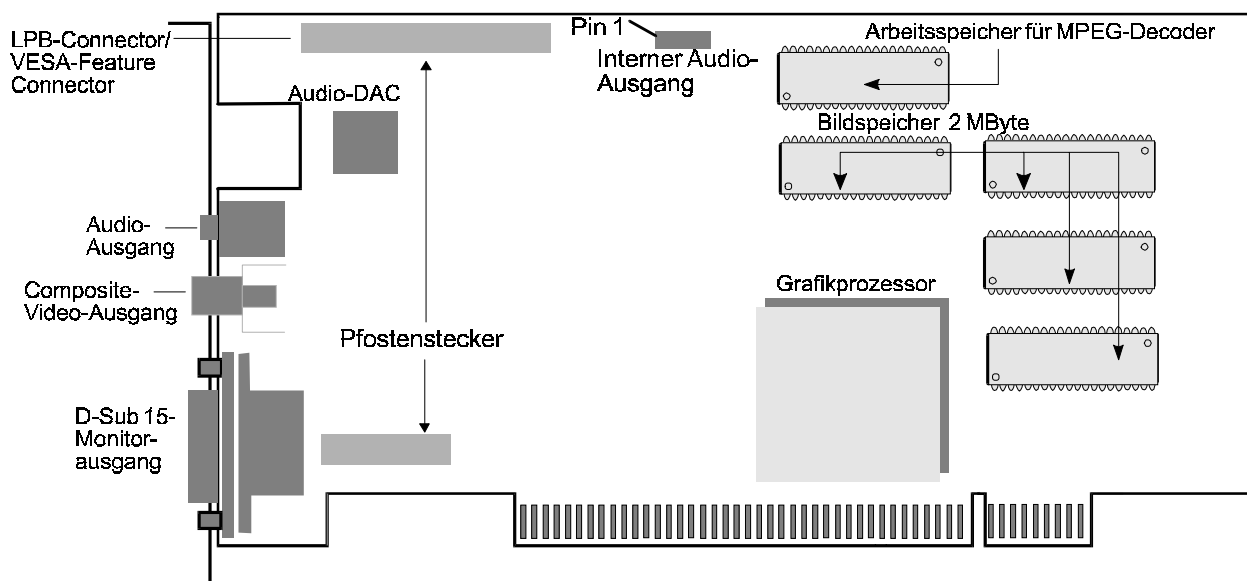 LPB-Connector/
VESA-Feature
Connector
Pin 1
Interner Audio-
Ausgang
Arbeitsspeicher für MPEG-Decoder
Audio-DAC
Bildspeicher 2 MByte
Audio-
Ausgang
Composite-
Video-Ausgang
Grafikprozessor
Pfostenstecker
D-Sub 15-
Monitor-
ausgang